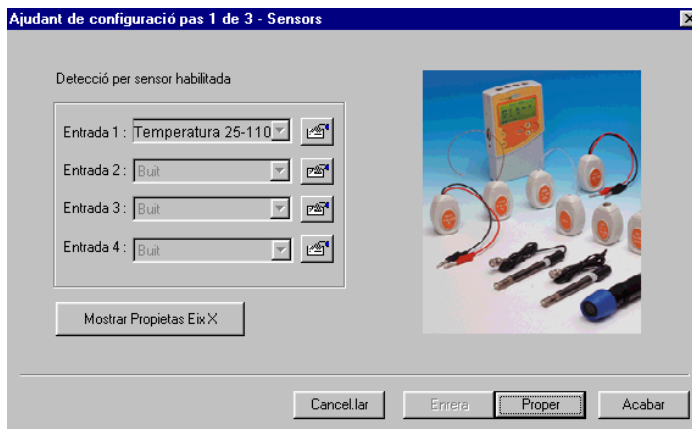 Ajudant de configuració pas 1 de 3 - Sensors
Detecció per sensor habilitada
Entrada 1 : Temperatura 25-110
Entrada 2 : Buit
Entrada 3 : Buit
Entrada 4 : Buit
Mostrar Propietas Eix X
Cancel.lar Enrera Proper Acabar